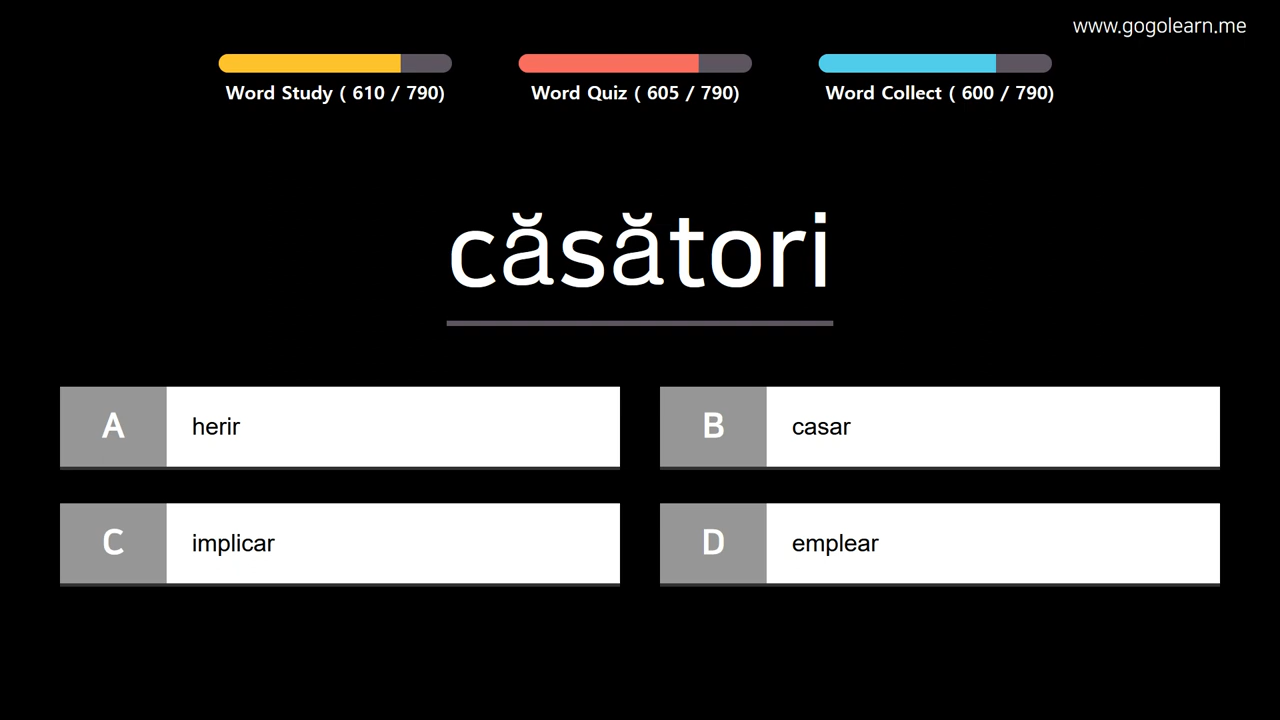 www.gogolearn.me
Word Study ( 610 / 790)
Word Quiz ( 605 / 790)
Word Collect ( 600 / 790)
căsători
A herir
B casar
C implicar
D emplear